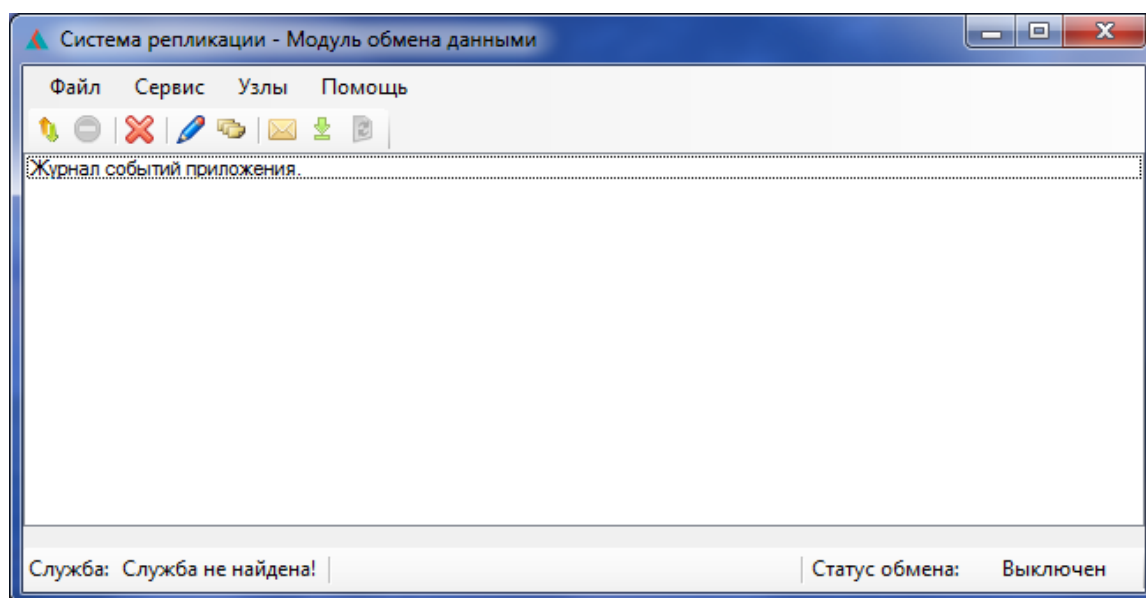 Система репликации - Модуль обмена данными
Файл Сервис Узлы Помощь
Журнал событий приложения.
Служба: Служба не найдена! Статус обмена: Выключен